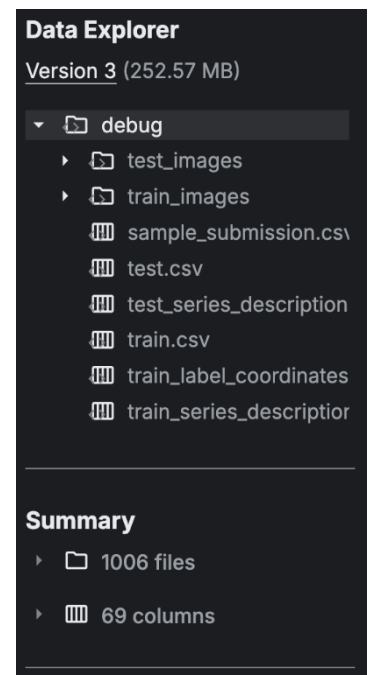 Data Explorer
Version 3 (252.57 MB)
debug
test_images
train_images
sample_submission.csv
test.csv
test_series_description
train.csv
train_label_coordinates
train_series_description
Summary
1006 files
69 columns